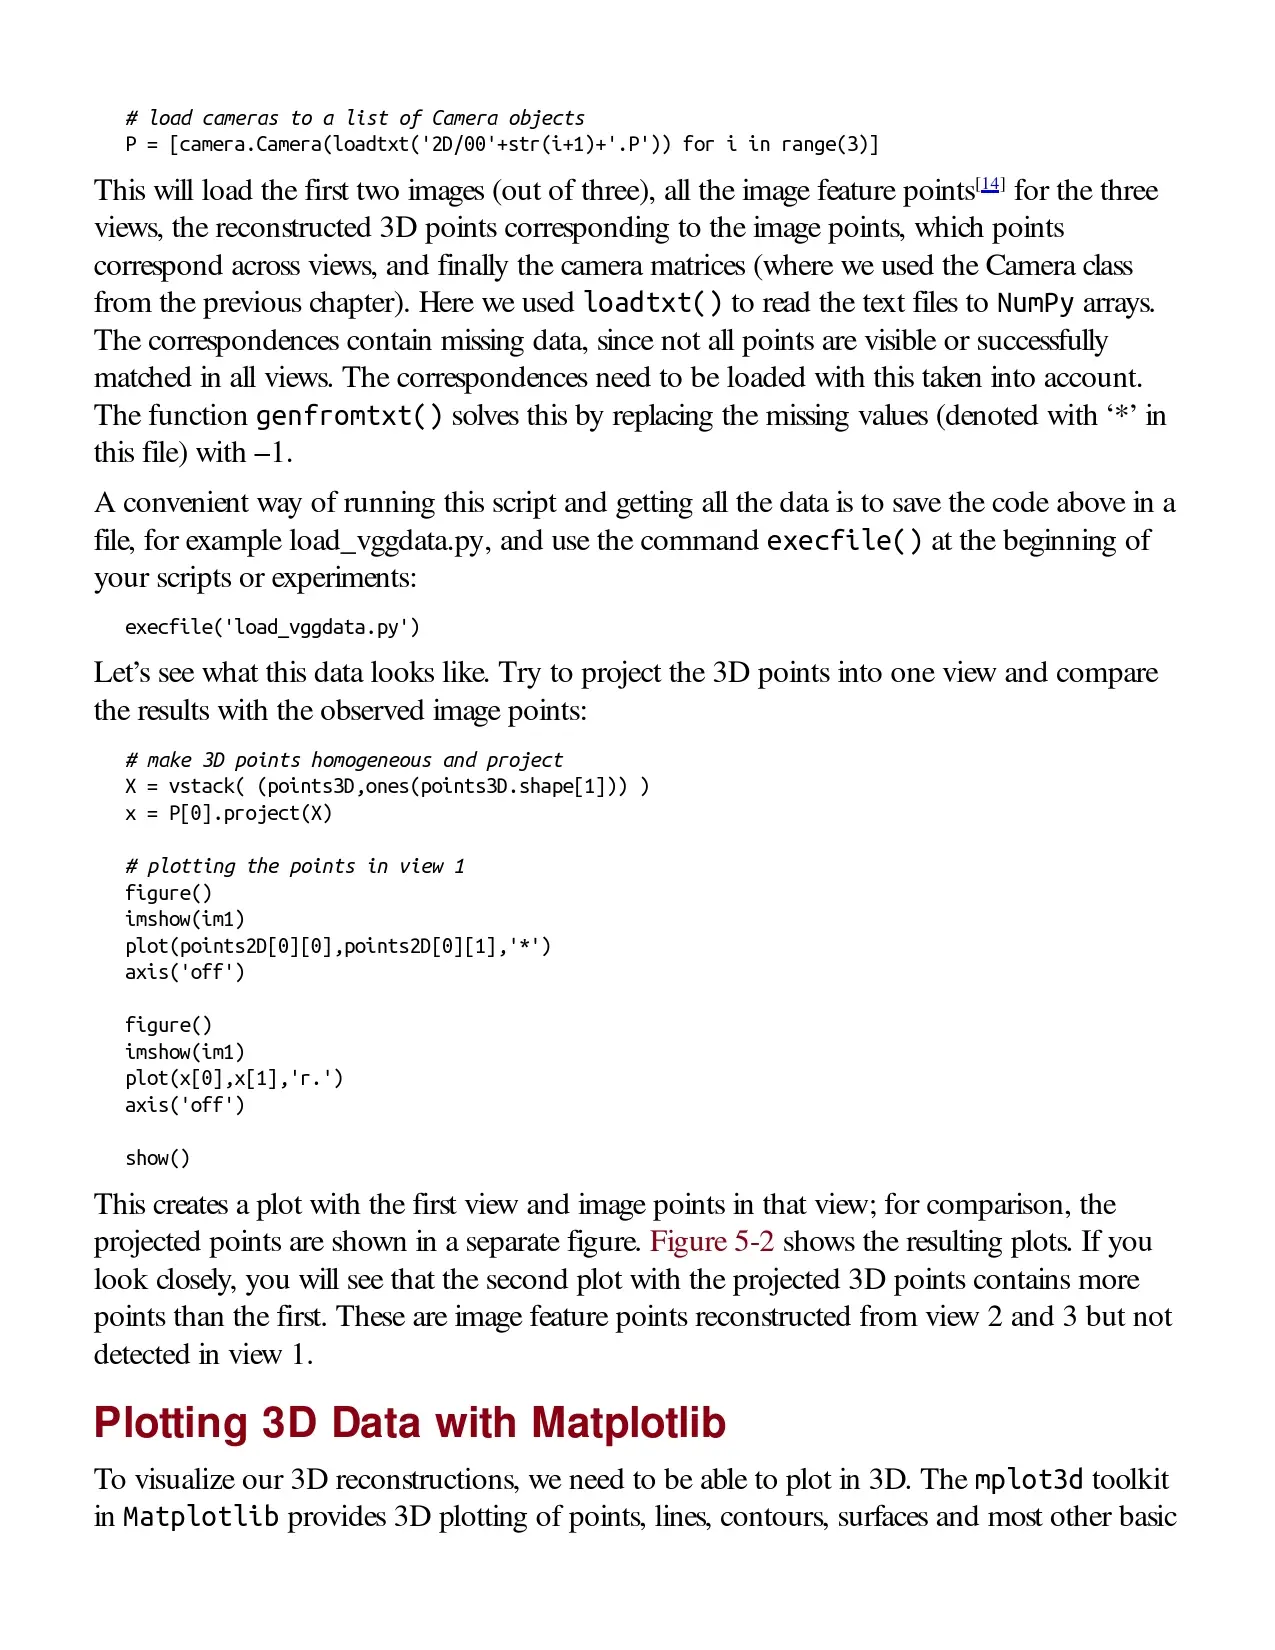 # load cameras to a list of Camera objects
P = [camera.Camera(loadtxt('2D/00'+str(i+1)+'.P')) for i in range(3)]
This will load the first two images (out of three), all the image feature points[14] for the three
views, the reconstructed 3D points corresponding to the image points, which points
correspond across views, and finally the camera matrices (where we used the Camera class
from the previous chapter). Here we used loadtxt() to read the text files to NumPy arrays.
The correspondences contain missing data, since not all points are visible or successfully
matched in all views. The correspondences need to be loaded with this taken into account.
The function genfromtxt() solves this by replacing the missing values (denoted with ‘*’ in
this file) with –1.
A convenient way of running this script and getting all the data is to save the code above in a
file, for example load_vggdata.py, and use the command execfile() at the beginning of
your scripts or experiments:
execfile('load_vggdata.py')
Let’s see what this data looks like. Try to project the 3D points into one view and compare
the results with the observed image points:
# make 3D points homogeneous and project
X = vstack( (points3D,ones(points3D.shape[1])) )
x = P[0].project(X)
# plotting the points in view 1
figure()
imshow(im1)
plot(points2D[0][0],points2D[0][1],'*')
axis('off')
figure()
imshow(im1)
plot(x[0],x[1],'r.')
axis('off')
show()
This creates a plot with the first view and image points in that view; for comparison, the
projected points are shown in a separate figure. Figure 5-2 shows the resulting plots. If you
look closely, you will see that the second plot with the projected 3D points contains more
points than the first. These are image feature points reconstructed from view 2 and 3 but not
detected in view 1.
Plotting 3D Data with Matplotlib
To visualize our 3D reconstructions, we need to be able to plot in 3D. The mplot3d toolkit
in Matplotlib provides 3D plotting of points, lines, contours, surfaces and most other basic